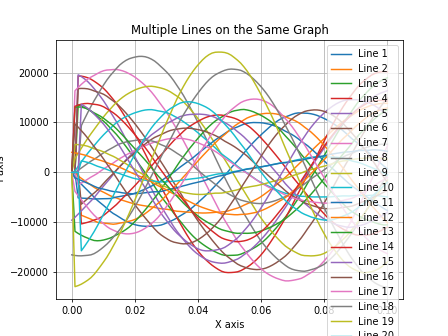 Multiple Lines on the Same Graph
20000
10000
0
−10000
−20000
0.00
0.02
0.04
0.06
X axis
Line 1
Line 2
Line 3
Line 4
Line 5
Line 6
Line 7
Line 8
Line 9
Line 10
Line 11
Line 12
Line 13
Line 14
Line 15
Line 16
Line 17
Line 18
Line 19
Line 20